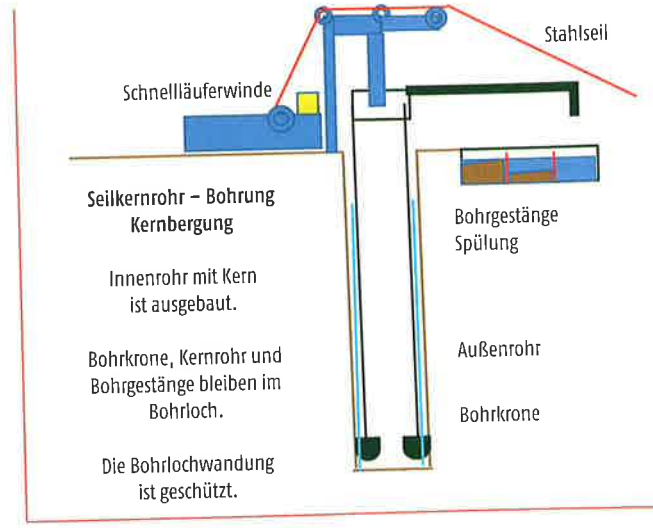 Stahlseil
Schnellläuferwinde
Seilkernrohr – Bohrung
Kernbergung
Innenrohr mit Kern
ist ausgebaut.
Bohrkrone, Kernrohr und
Bohrgestänge bleiben im
Bohrloch.
Die Bohrlochwandung
ist geschützt.
Bohrgestänge
Spülung
Außenrohr
Bohrkrone